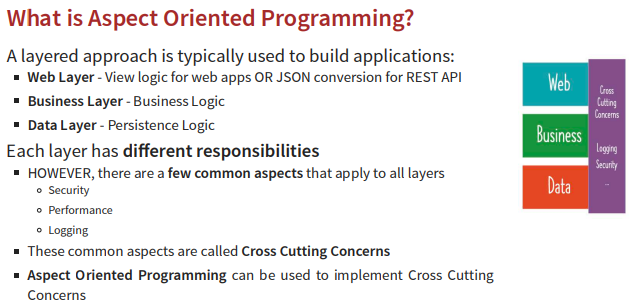 What is Aspect Oriented Programming?
A layered approach is typically used to build applications:
▪ Web Layer - View logic for web apps OR JSON conversion for REST API
▪ Business Layer - Business Logic
▪ Data Layer - Persistence Logic
Each layer has different responsibilities
▪ HOWEVER, there are a few common aspects that apply to all layers
◦ Security
◦ Performance
◦ Logging
▪ These common aspects are called Cross Cutting Concerns
▪ Aspect Oriented Programming can be used to implement Cross Cutting
Concerns
Web
Business
Data
Cross
Cutting
Concerns
Logging
Security
...